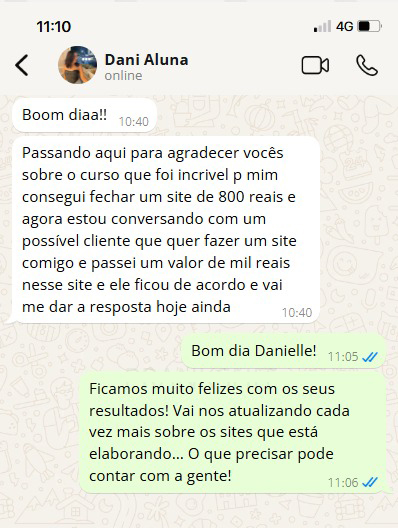 11:10
4G
Dani Aluna
online
Boom diaa!! 10:40
Passando aqui para agradecer vocês
sobre o curso que foi incrivel p mim
consegui fechar um site de 800 reais e
agora estou conversando com um
possível cliente que quer fazer um site
comigo e passei um valor de mil reais
nesse site e ele ficou de acordo e vai
me dar a resposta hoje ainda 10:40
Bom dia Danielle! 11:05
Ficamos muito felizes com os seus
resultados! Vai nos atualizando cada
vez mais sobre os sites que está
elaborando... O que precisar pode
contar com a gente! 11:06